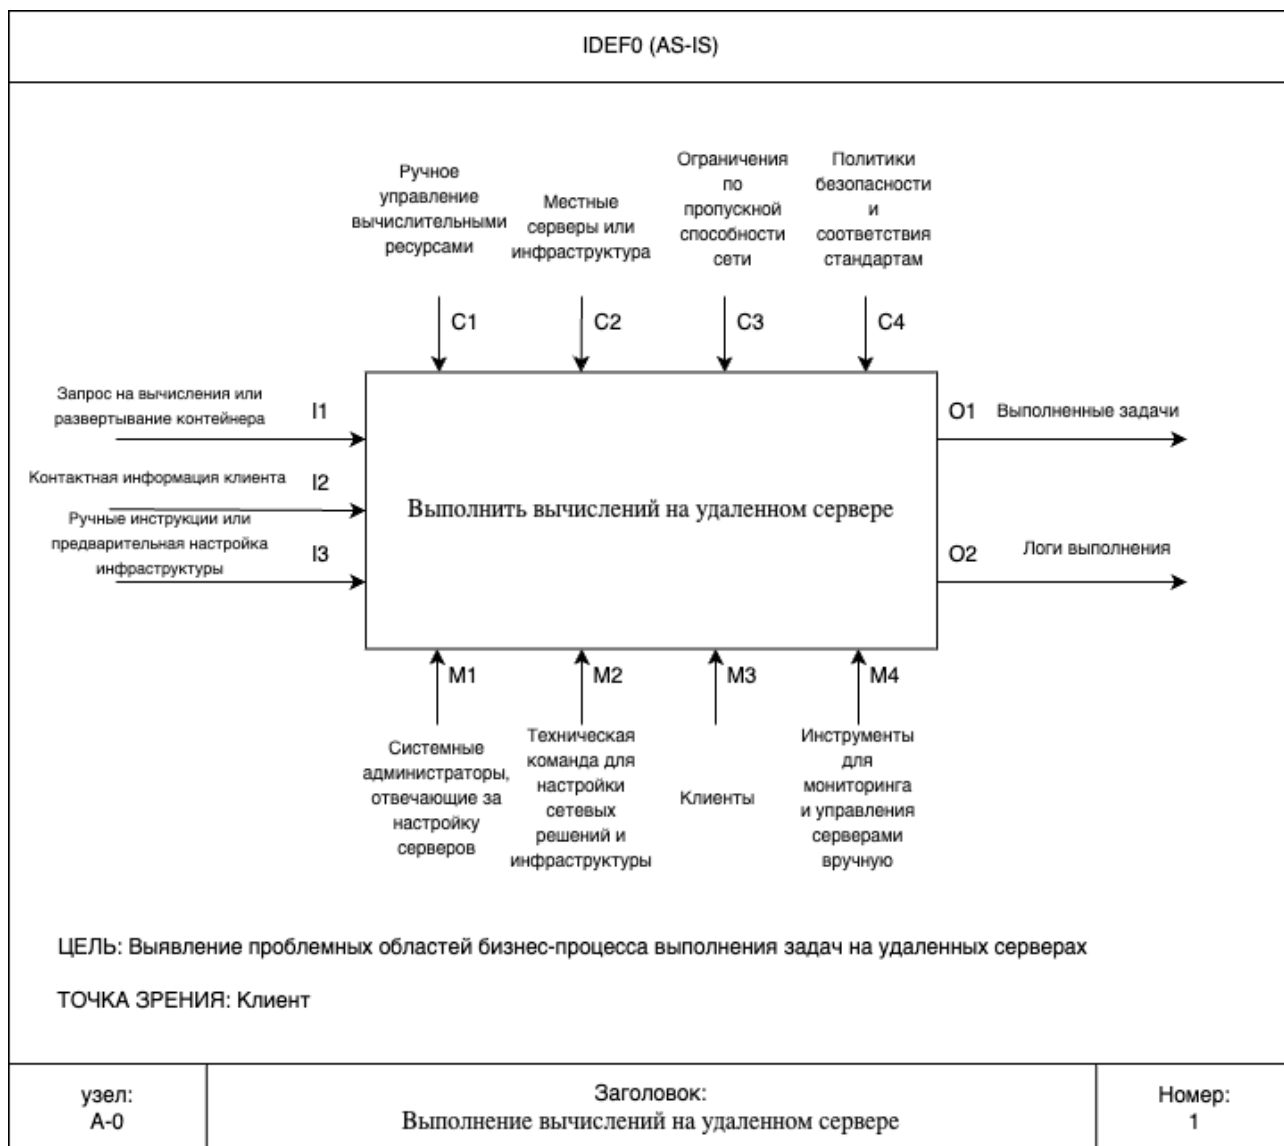 IDEF0 (AS-IS)
Ручное
управление
вычислительными
ресурсами
Местные
серверы или
инфраструктура
Ограничения
по
пропускной
способности
сети
Политики
безопасности
и
соответствия
стандартам
C1
C2
C3
C4
Запрос на вычисления или
развертывание контейнера
I1
Контактная информация клиента
I2
Ручные инструкции или
предварительная настройка
инфраструктуры
I3
Выполнить вычислений на удаленном сервере
O1
Выполненные задачи
O2
Логи выполнения
M1
M2
M3
M4
Системные
администраторы,
отвечающие за
настройку
серверов
Техническая
команда для
настройки
сетевых
решений и
инфраструктуры
Клиенты
Инструменты
для
мониторинга
и управления
серверами
вручную
ЦЕЛЬ: Выявление проблемных областей бизнес-процесса выполнения задач на удаленных серверах
ТОЧКА ЗРЕНИЯ: Клиент
узел:
A-0
Заголовок:
Выполнение вычислений на удаленном сервере
Номер:
1